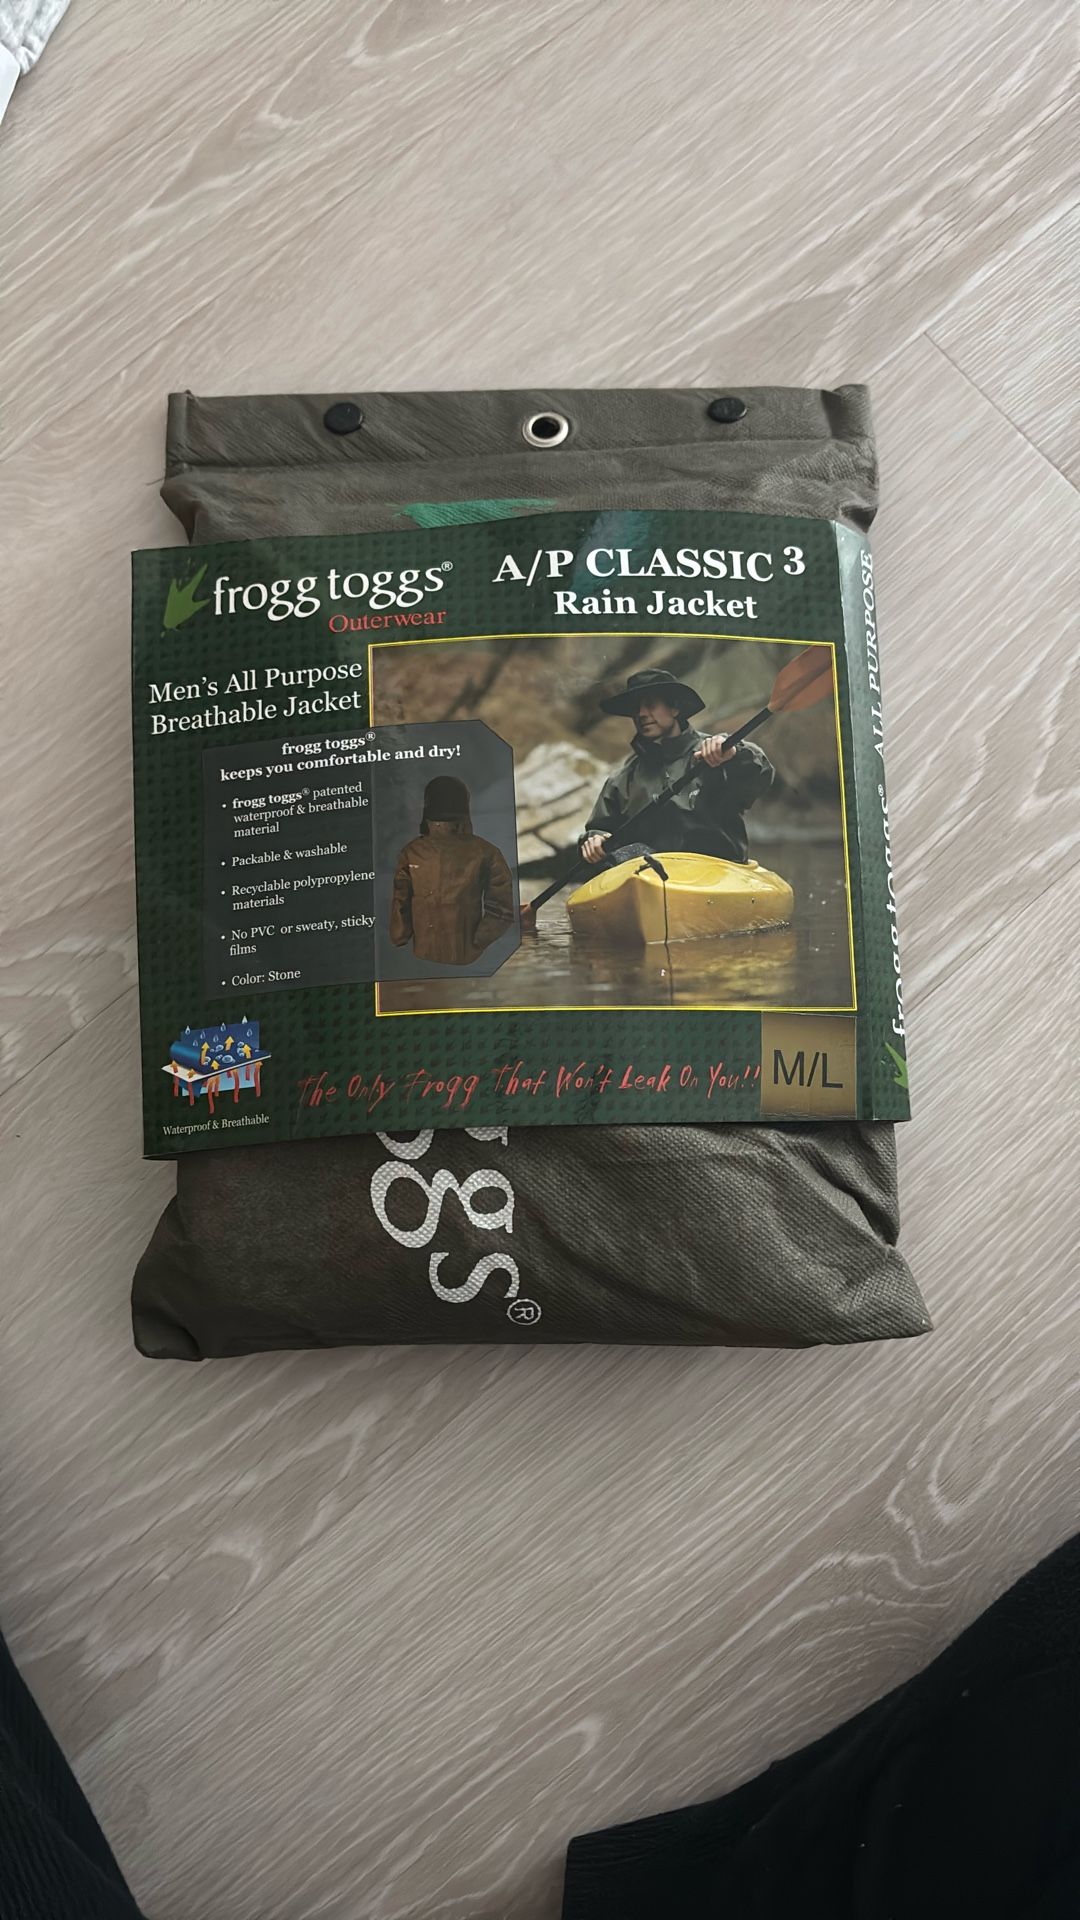 frogg toggs®
Outerwear
A/P CLASSIC 3
Rain Jacket
Men's All Purpose
Breathable Jacket
frogg toggs®
keeps you comfortable and dry!
• frogg toggs® patented
waterproof & breathable
material
• Packable & washable
• Recyclable polypropylene
materials
• No PVC or sweaty, sticky
films
• Color: Stone
Waterproof & Breathable
The Only Frogg That Won't Leak On You!!
M/L
frogg toggs® ALL PURPOSE
ggs®